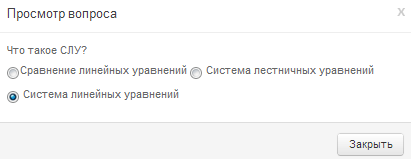 Просмотр вопроса
x
Что такое СЛУ?
Сравнение линейных уравнений Система лестничных уравнений
Система линейных уравнений
Закрыть